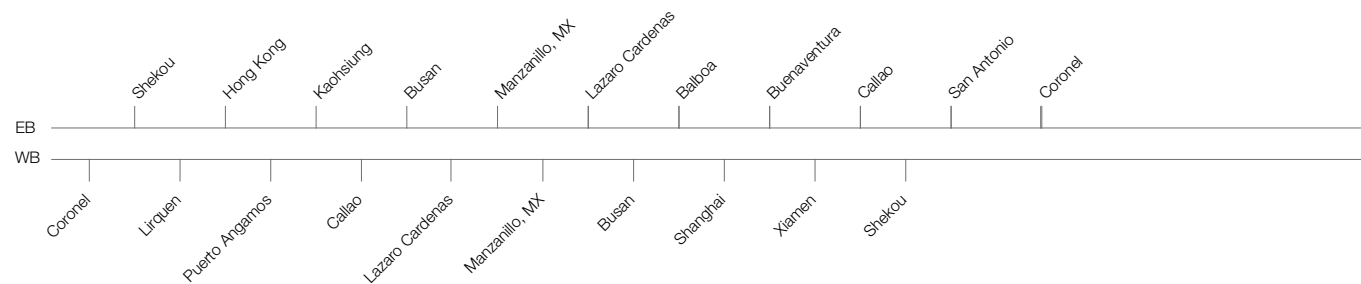 EB
Shekou
Hong Kong
Kaohsiung
Busan
Manzanillo, MX
Lazaro Cardenas
Balboa
Buenaventura
Callao
San Antonio
Coronel
WB
Coronel
Lirquen
Puerto Angamos
Callao
Lazaro Cardenas
Manzanillo, MX
Busan
Shanghai
Xiamen
Shekou